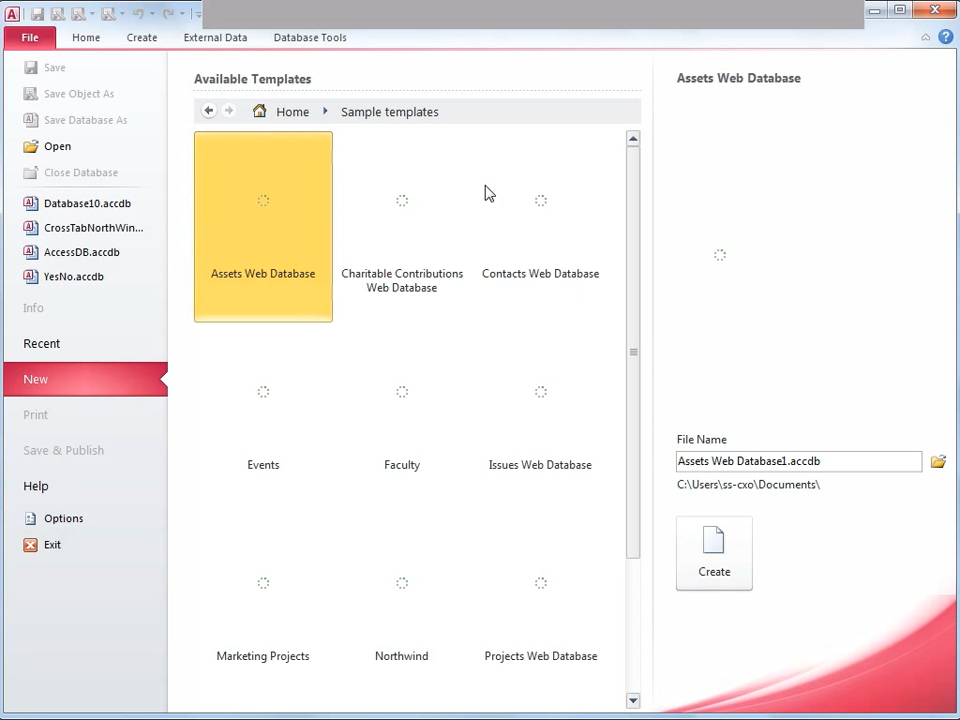 File
Home
Create
External Data
Database Tools
Save
Save Object As
Save Database As
Open
Close Database
Database10.accdb
CrossTabNorthWin...
AccessDB.accdb
YesNo.accdb
Info
Recent
New
Print
Save & Publish
Help
Options
Exit
Available Templates
Home
Sample templates
Assets Web Database
Charitable Contributions
Web Database
Contacts Web Database
Events
Faculty
Issues Web Database
Marketing Projects
Northwind
Projects Web Database
Assets Web Database
File Name
Assets Web Database1.accdb
C:\Users\ss-cxo\Documents\
Create